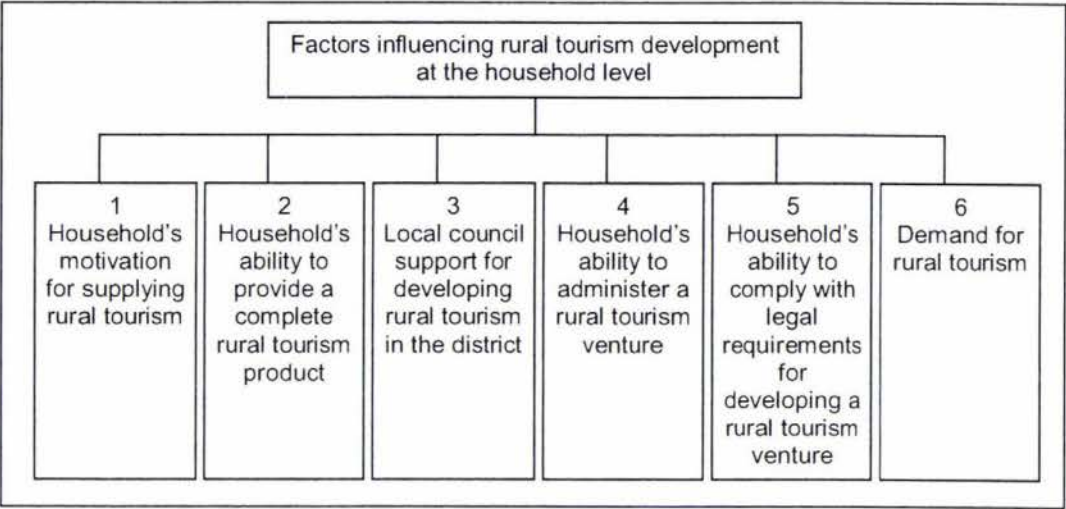 Factors influencing rural tourism development
at the household level
1
Household's
motivation
for supplying
rural tourism
2
Household's
ability to
provide a
complete
rural tourism
product
3
Local council
support for
developing
rural tourism
in the district
4
Household's
ability to
administer a
rural tourism
venture
5
Household's
ability to
comply with
legal
requirements
for
developing a
rural tourism
venture
6
Demand for
rural tourism